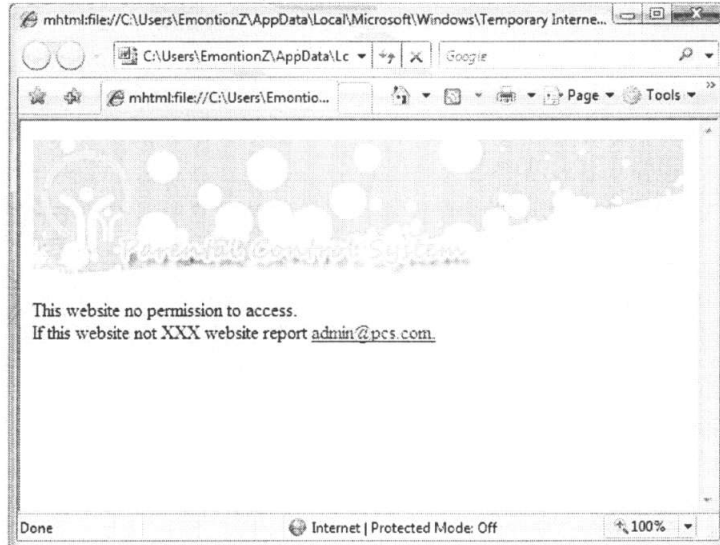 mhtml:file://C:\Users\EmontionZ\AppData\Local\Microsoft\Windows\Temporary Interne...
C:\Users\EmontionZ\AppData\Lc
Google
mhtml:file://C:\Users\Emontio...
Page
Tools
»
Parental Control System
This website no permission to access.
If this website not XXX website report admin@pcs.com.
Done
Internet | Protected Mode: Off
100%